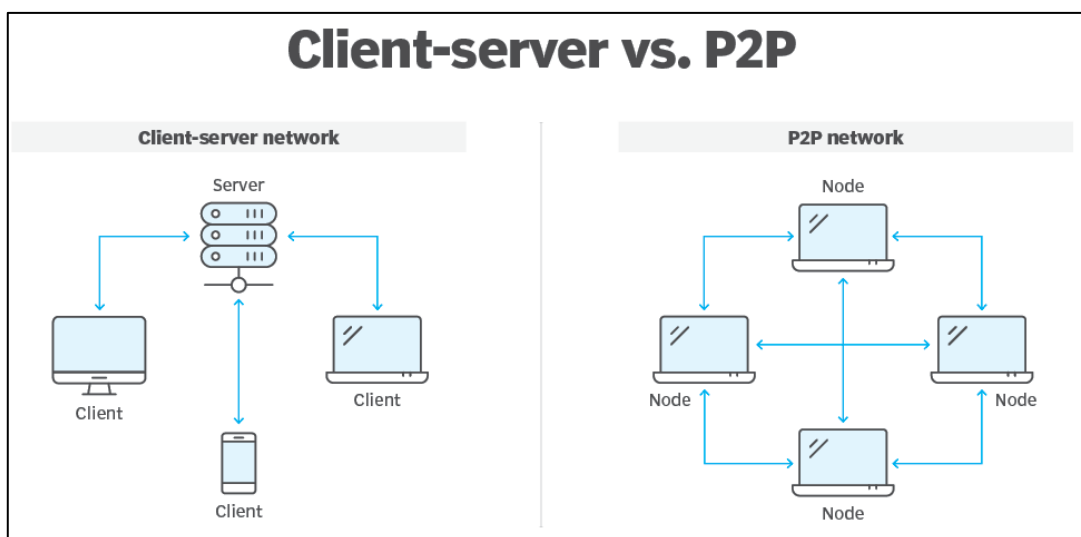 Client-server vs. P2P
Client-server network
Server
Client
Client
Client
P2P network
Node
Node
Node
Node